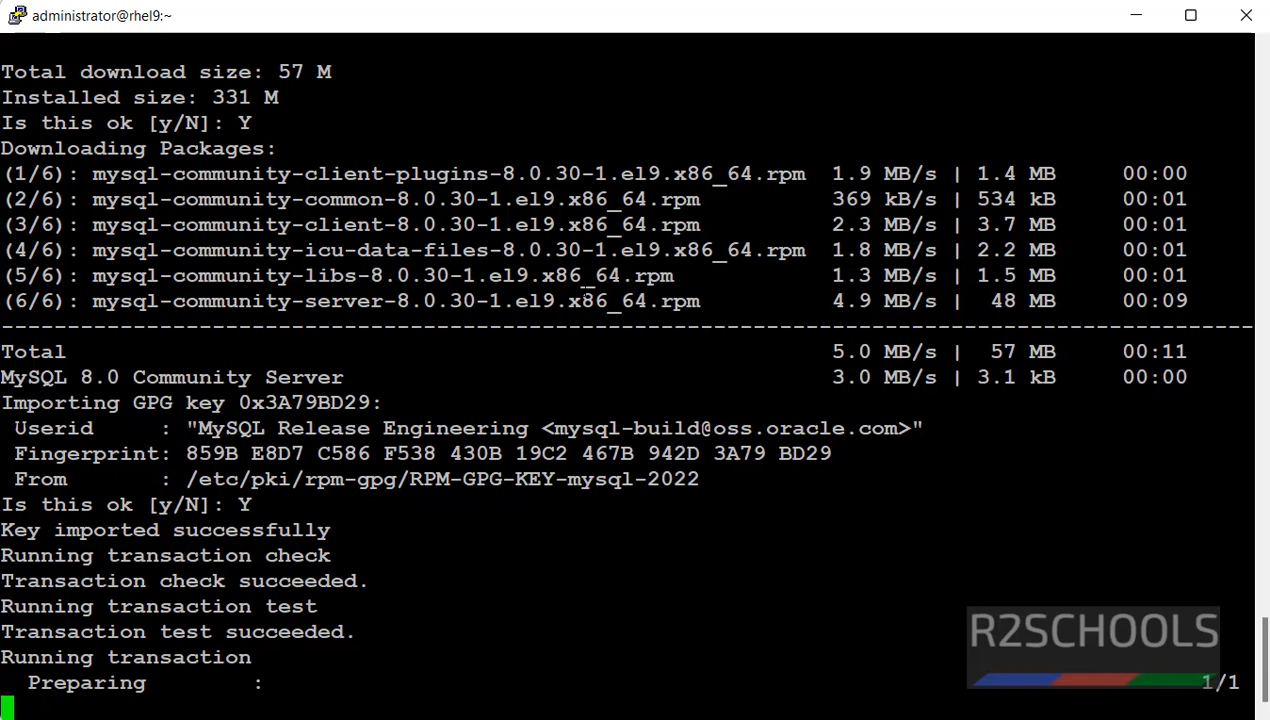 administrator@rhel9:~
Total download size: 57 M
Installed size: 331 M
Is this ok [y/N]: Y
Downloading Packages:
(1/6): mysql-community-client-plugins-8.0.30-1.el9.x86_64.rpm  1.9 MB/s | 1.4 MB     00:00
(2/6): mysql-community-common-8.0.30-1.el9.x86_64.rpm          369 kB/s | 534 kB     00:01
(3/6): mysql-community-client-8.0.30-1.el9.x86_64.rpm          2.3 MB/s | 3.7 MB     00:01
(4/6): mysql-community-icu-data-files-8.0.30-1.el9.x86_64.rpm  1.8 MB/s | 2.2 MB     00:01
(5/6): mysql-community-libs-8.0.30-1.el9.x86_64.rpm            1.3 MB/s | 1.5 MB     00:01
(6/6): mysql-community-server-8.0.30-1.el9.x86_64.rpm          4.9 MB/s |  48 MB     00:09
-----------------------------------------------------------------------------------------------
Total                                                          5.0 MB/s |  57 MB     00:11
MySQL 8.0 Community Server                                     3.0 MB/s | 3.1 kB     00:00
Importing GPG key 0x3A79BD29:
 Userid     : "MySQL Release Engineering <mysql-build@oss.oracle.com>"
 Fingerprint: 859B E8D7 C586 F538 430B 19C2 467B 942D 3A79 BD29
 From       : /etc/pki/rpm-gpg/RPM-GPG-KEY-mysql-2022
Is this ok [y/N]: Y
Key imported successfully
Running transaction check
Transaction check succeeded.
Running transaction test
Transaction test succeeded.
Running transaction
  Preparing        :                                                                       1/1
R2SCHOOLS